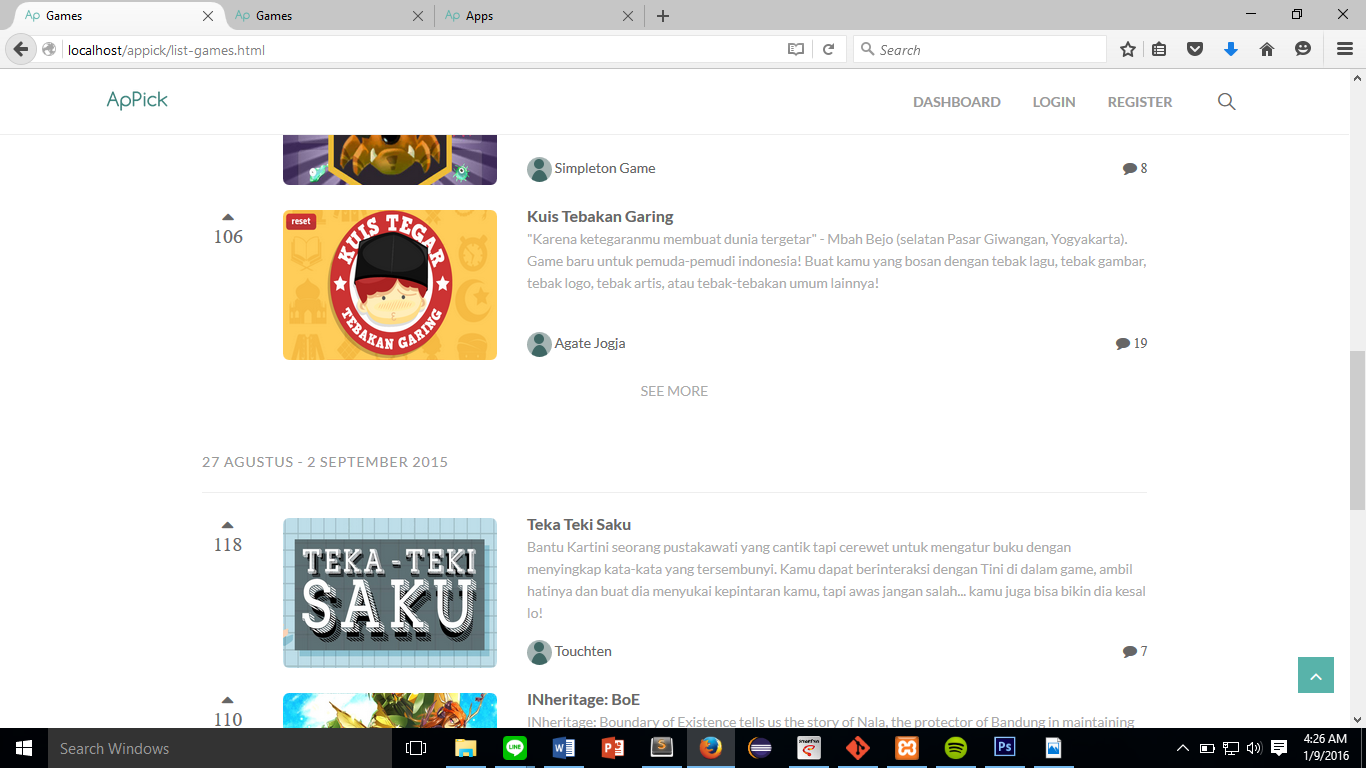 Ap Games
Ap Games
Ap Apps
localhost/appick/list-games.html
Search
ApPick
DASHBOARD
LOGIN
REGISTER
Simpleton Game
8
106
reset
KUIS TEGAR
TEBAKAN GARING
Kuis Tebakan Garing
"Karena ketegaranmu membuat dunia tergetar" - Mbah Bejo (selatan Pasar Giwangan, Yogyakarta).
Game baru untuk pemuda-pemudi indonesia! Buat kamu yang bosan dengan tebak lagu, tebak gambar,
tebak logo, tebak artis, atau tebak-tebakan umum lainnya!
Agate Jogja
19
SEE MORE
27 AGUSTUS - 2 SEPTEMBER 2015
118
TEKA-TEKI
SAKU
Teka Teki Saku
Bantu Kartini seorang pustakawati yang cantik tapi cerewet untuk mengatur buku dengan
menyingkap kata-kata yang tersembunyi. Kamu dapat berinteraksi dengan Tini di dalam game, ambil
hatinya dan buat dia menyukai kepintaran kamu, tapi awas jangan salah... kamu juga bisa bikin dia kesal
lo!
Touchten
7
110
INheritage: BoE
INheritage: Boundary of Existence tells us the story of Nala, the protector of Bandung in maintaining
Search Windows
LINE
4:26 AM
1/9/2016